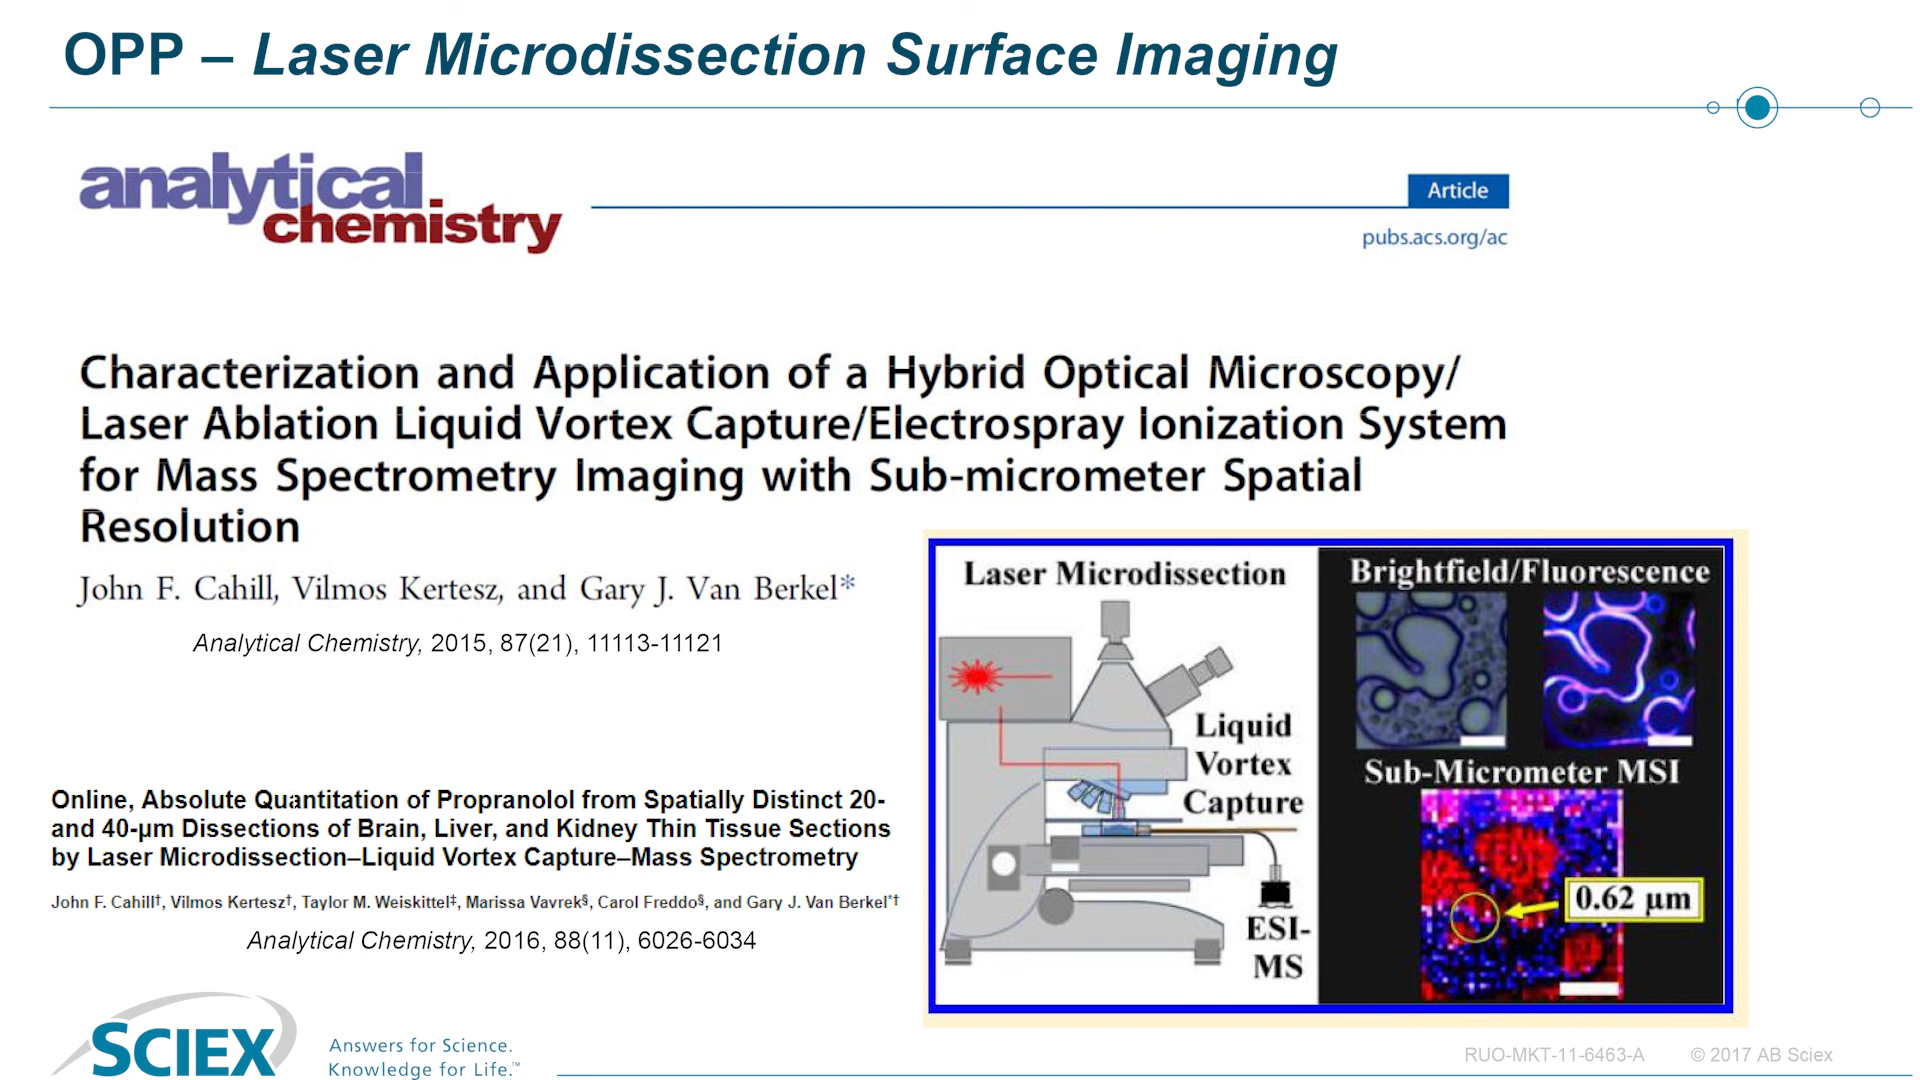 OPP – Laser Microdissection Surface Imaging
analytical
chemistry
Article
pubs.acs.org/ac
Characterization and Application of a Hybrid Optical Microscopy/
Laser Ablation Liquid Vortex Capture/Electrospray Ionization System
for Mass Spectrometry Imaging with Sub-micrometer Spatial
Resolution
John F. Cahill, Vilmos Kertesz, and Gary J. Van Berkel*
Analytical Chemistry, 2015, 87(21), 11113-11121
Online, Absolute Quantitation of Propranolol from Spatially Distinct 20-
and 40-μm Dissections of Brain, Liver, and Kidney Thin Tissue Sections
by Laser Microdissection–Liquid Vortex Capture–Mass Spectrometry
John F. Cahill†, Vilmos Kertesz†, Taylor M. Weiskittel‡, Marissa Vavrek§, Carol Freddo§, and Gary J. Van Berkel*†
Analytical Chemistry, 2016, 88(11), 6026-6034
Laser Microdissection
Liquid
Vortex
Capture
ESI-
MS
Brightfield/Fluorescence
Sub-Micrometer MSI
0.62 μm
SCIEX
Answers for Science.
Knowledge for Life.™
RUO-MKT-11-6463-A
© 2017 AB Sciex